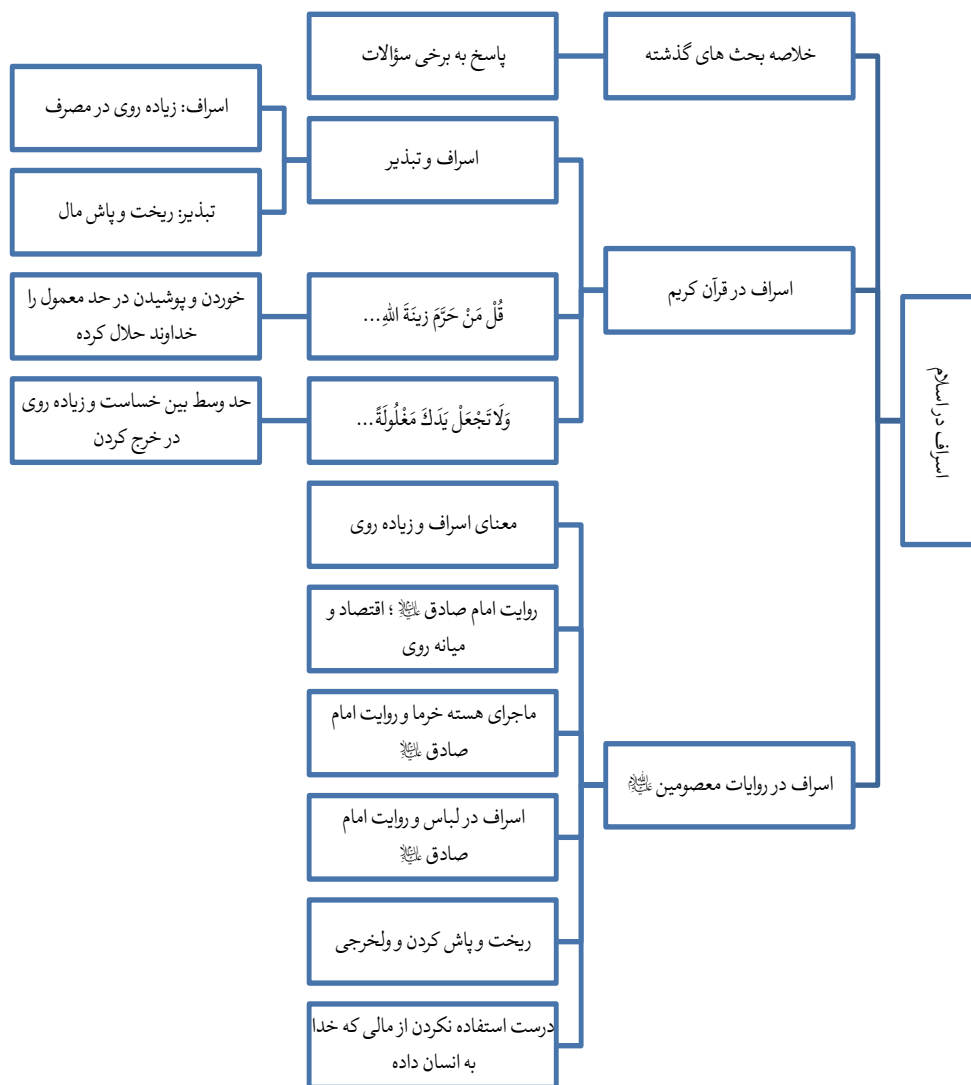 اسراف در اسلام
خلاصه بحث های گذشته
پاسخ به برخی سؤالات
اسراف در قرآن کریم
اسراف و تبذیر
اسراف: زیاده روی در مصرف
تبذیر: ریخت و پاش مال
قُلْ مَنْ حَرَّمَ زینَةَ اللهِ...
خوردن و پوشیدن در حد معمول را
خداوند حلال کرده
وَلَا تَجْعَلْ یَدَكَ مَغْلُولَةً...
حد وسط بین خساست و زیاده روی
در خرج کردن
اسراف در روایات معصومین علیهم‌السلام
معنای اسراف و زیاده روی
روایت امام صادق علیه‌السلام ؛ اقتصاد و
میانه روی
ماجرای هسته خرما و روایت امام
صادق علیه‌السلام
اسراف در لباس و روایت امام
صادق علیه‌السلام
ریخت و پاش کردن و ولخرجی
درست استفاده نکردن از مالی که خدا
به انسان داده